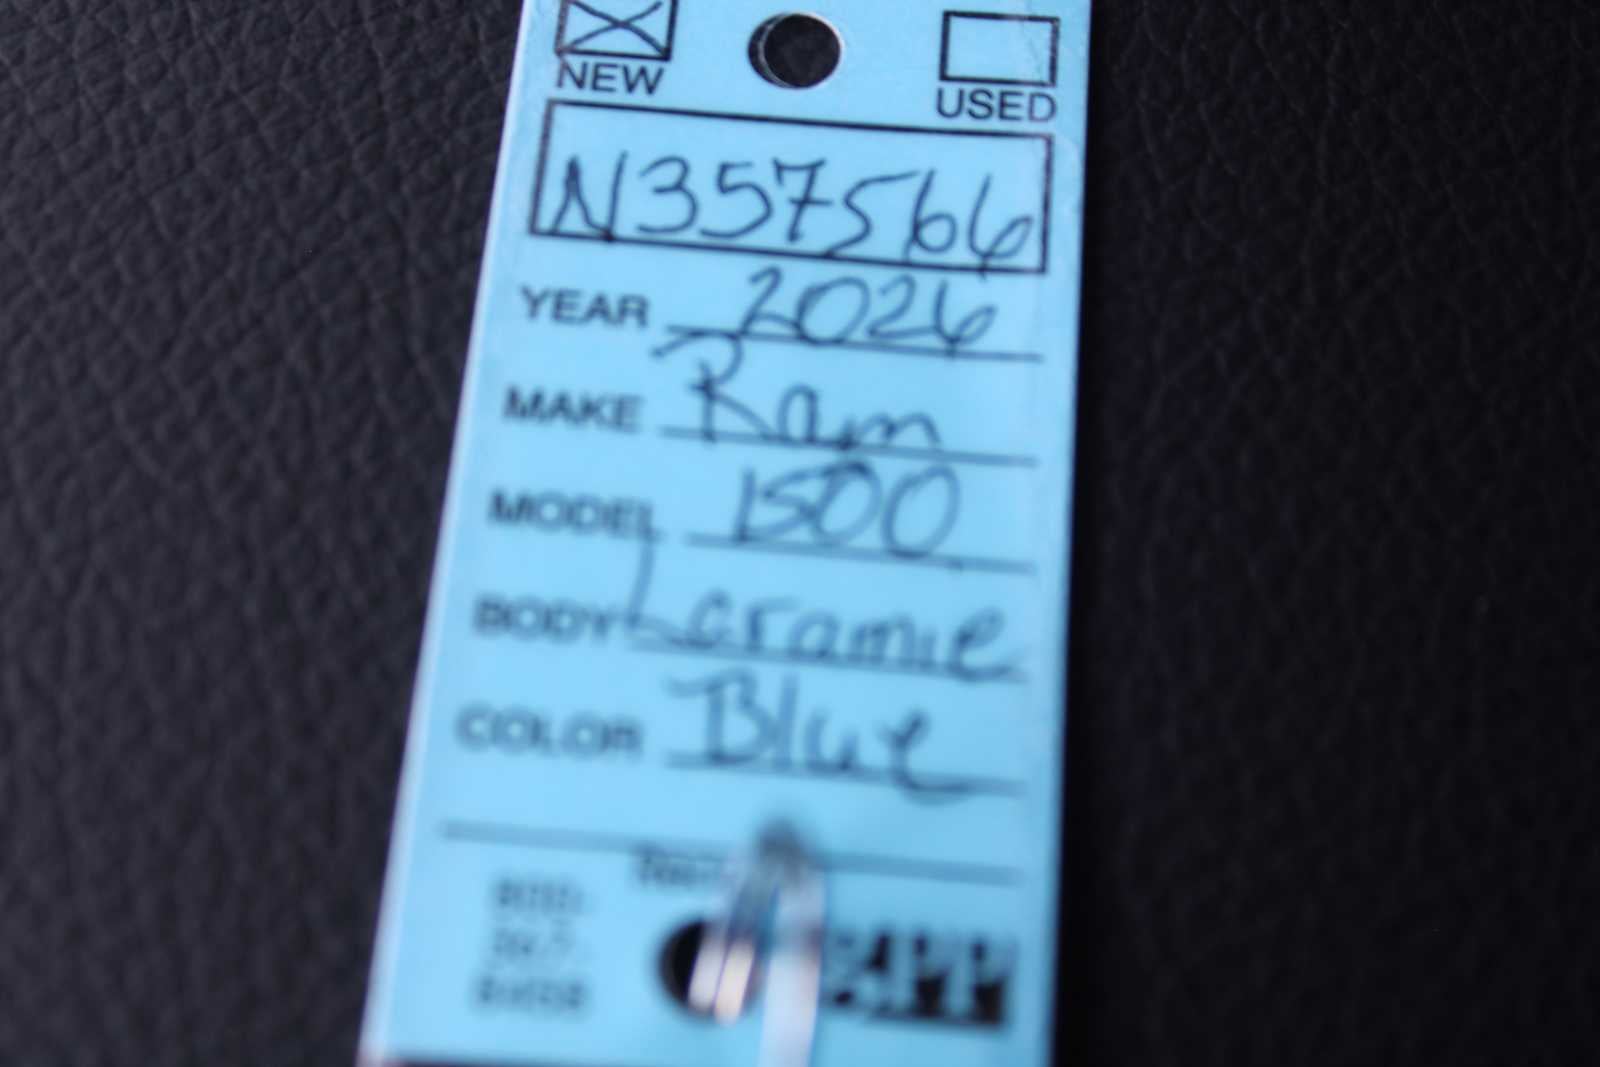 NEW USED
N357566
YEAR 2026
MAKE Ram
MODEL 1500
BODY Laramie
COLOR Blue